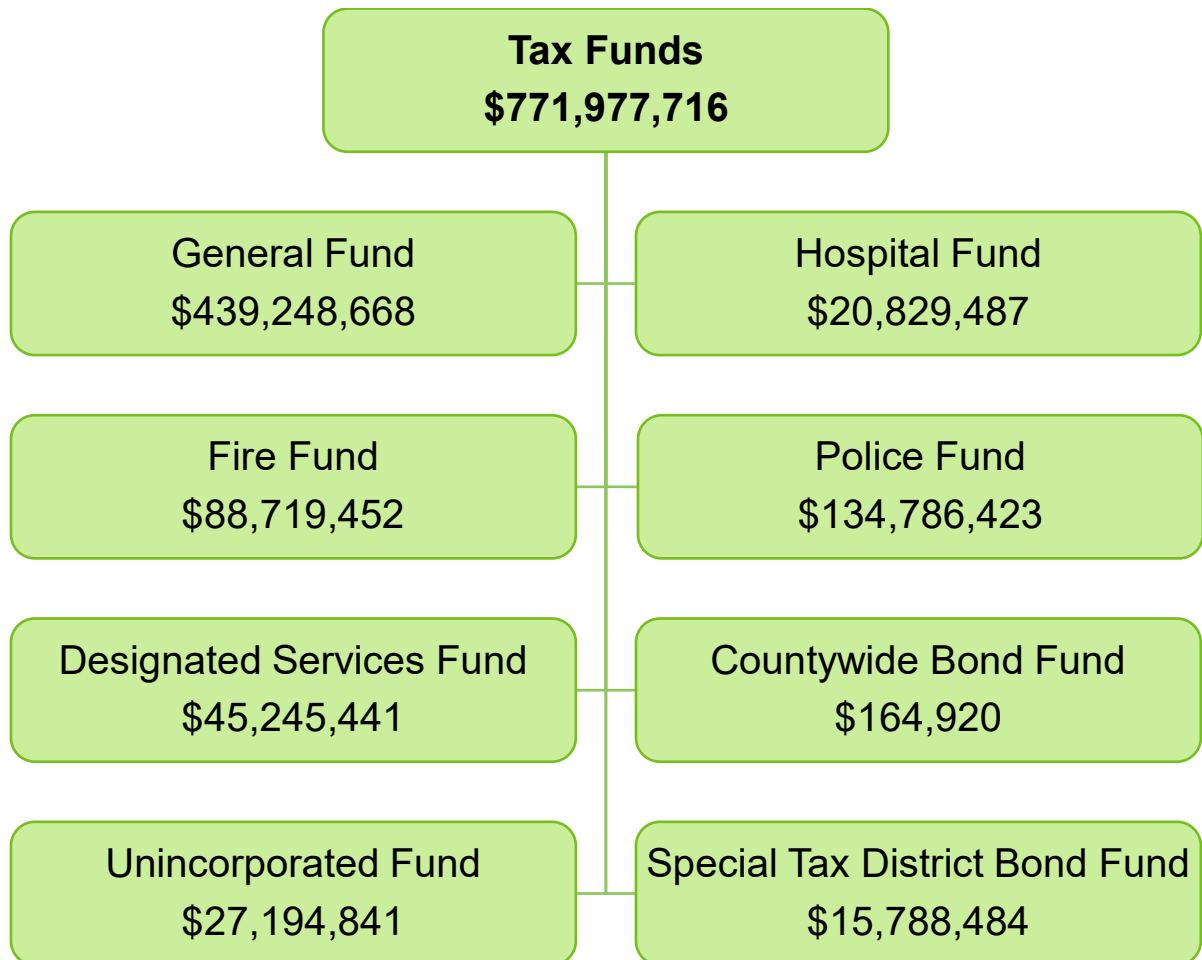 Tax Funds
$771,977,716
General Fund
$439,248,668
Hospital Fund
$20,829,487
Fire Fund
$88,719,452
Police Fund
$134,786,423
Designated Services Fund
$45,245,441
Countywide Bond Fund
$164,920
Unincorporated Fund
$27,194,841
Special Tax District Bond Fund
$15,788,484